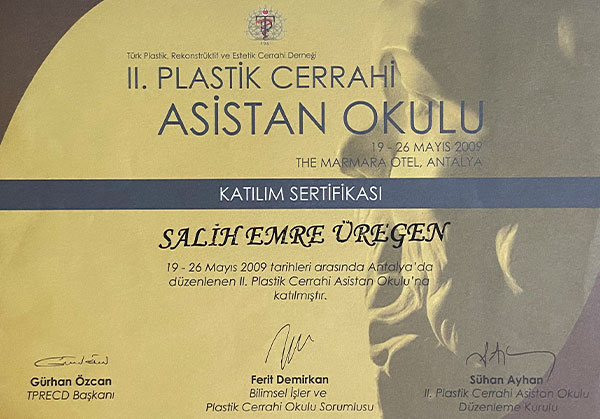 Türk Plastik, Rekonstrüktif ve Estetik Cerrahi Derneği
II. PLASTİK CERRAHİ
ASİSTAN OKULU
19 - 26 MAYIS 2009
THE MARMARA OTEL, ANTALYA
KATILIM SERTİFİKASI
SALİH EMRE ÜREGEN
19 - 26 Mayıs 2009 tarihleri arasında Antalya'da
düzenlenen II. Plastik Cerrahi Asistan Okulu'na
katılmıştır.
Gürhan Özcan
TPRECD Başkanı
Ferit Demirkan
Bilimsel İşler ve
Plastik Cerrahi Okulu Sorumlusu
Sühan Ayhan
II. Plastik Cerrahi Asistan Okulu
Düzenleme Kurulu